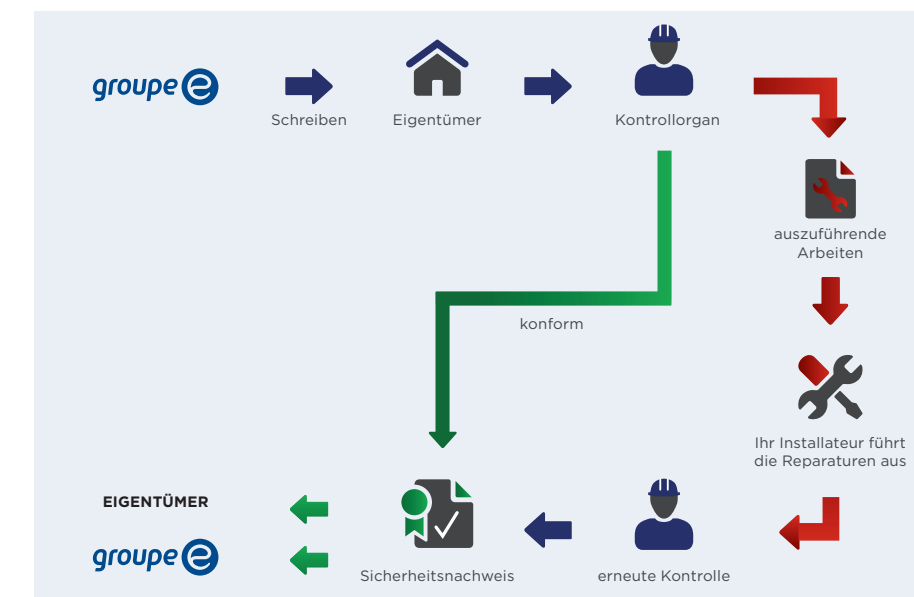 groupe e
Schreiben
Eigentümer
Kontrollorgan
auszuführende
Arbeiten
konform
Ihr Installateur führt
die Reparaturen aus
EIGENTÜMER
groupe e
Sicherheitsnachweis
erneute Kontrolle